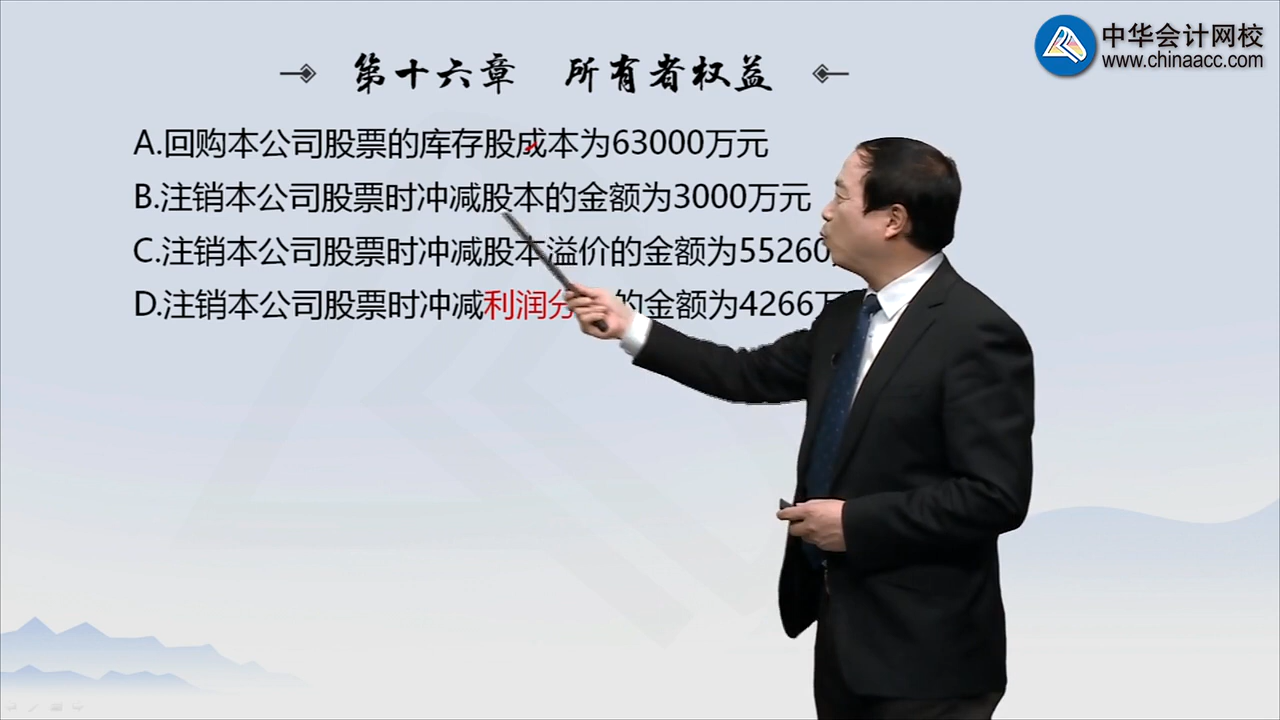 中华会计网校
www.chinaacc.com
第十六章 所有者权益
A.回购本公司股票的库存股成本为63000万元
B.注销本公司股票时冲减股本的金额为3000万元
C.注销本公司股票时冲减股本溢价的金额为55260
D.注销本公司股票时冲减利润分 的金额为4266万